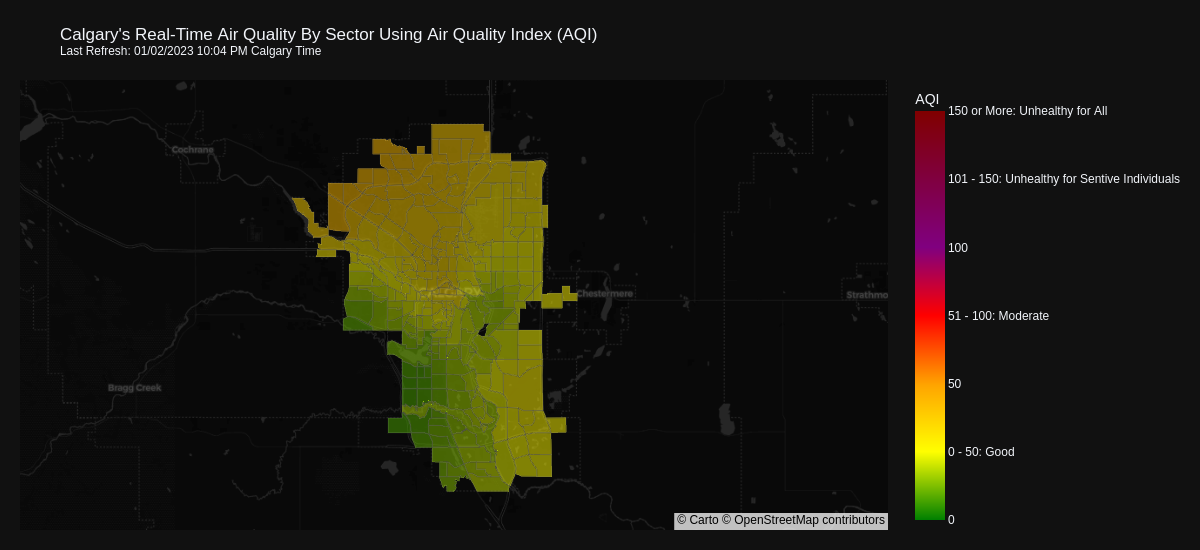 Calgary's Real-Time Air Quality By Sector Using Air Quality Index (AQI)
Last Refresh: 01/02/2023 10:04 PM Calgary Time
AQI
150 or More: Unhealthy for All
101 - 150: Unhealthy for Sentive Individuals
100
51 - 100: Moderate
50
0 - 50: Good
0
Cochrane
Chestermere
Strathmo
Bragg Creek
© Carto © OpenStreetMap contributors